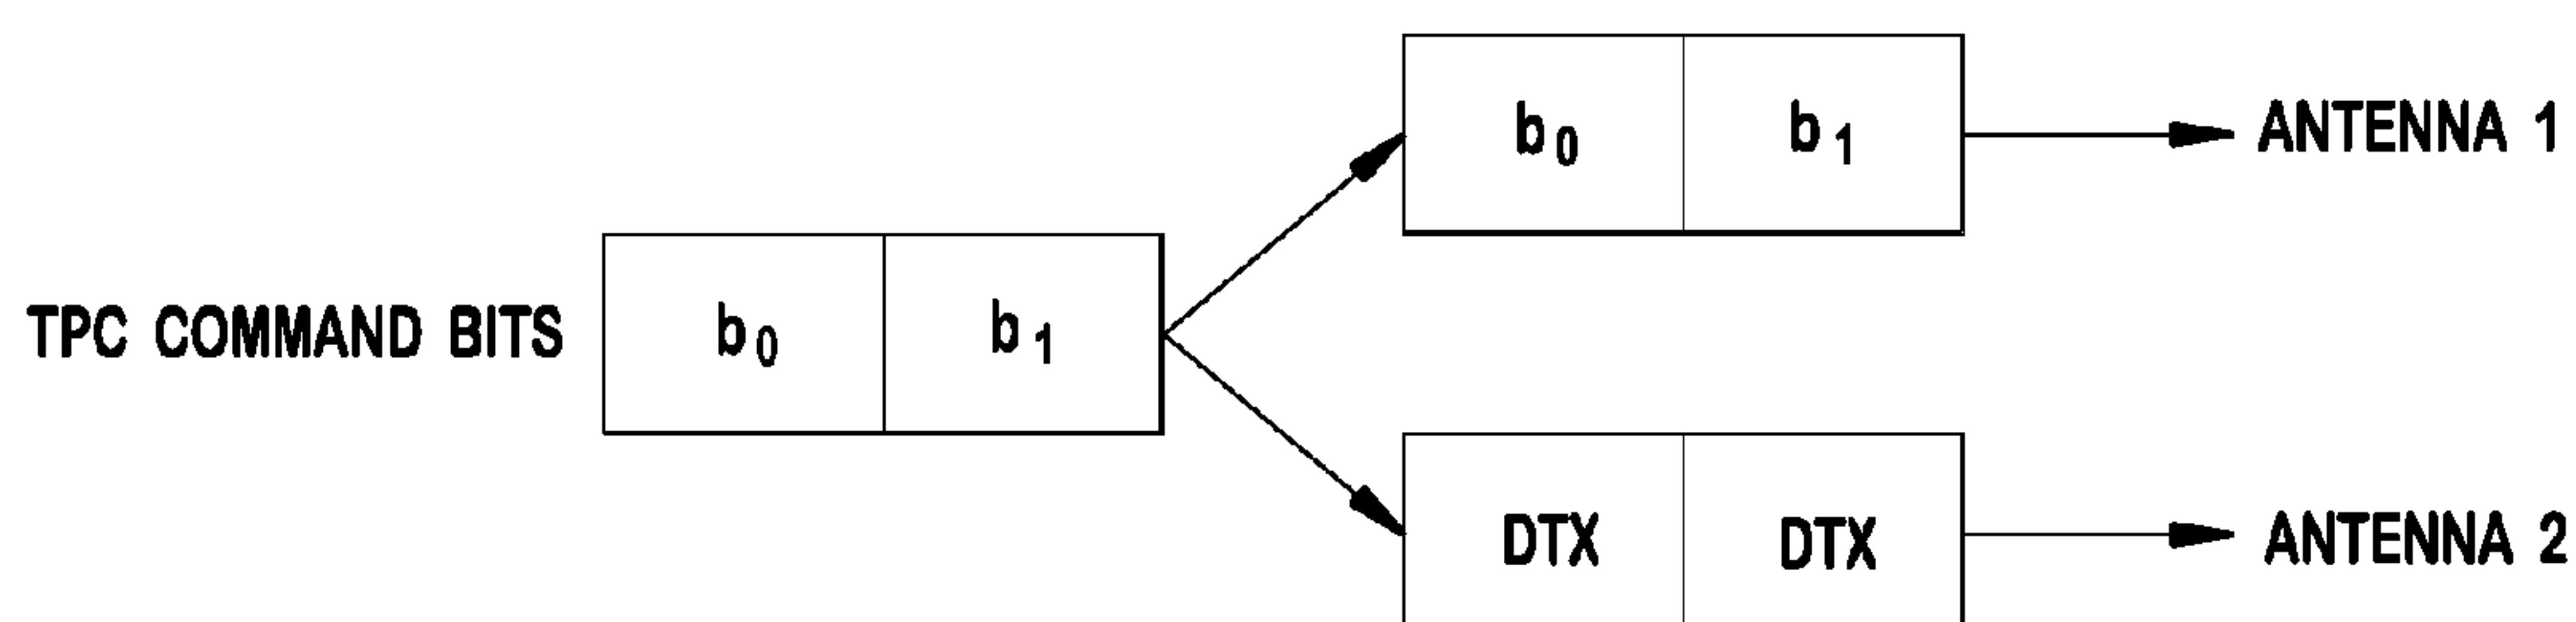 b₀ b₁ ANTENNA 1
TPC COMMAND BITS b₀ b₁
DTX DTX ANTENNA 2